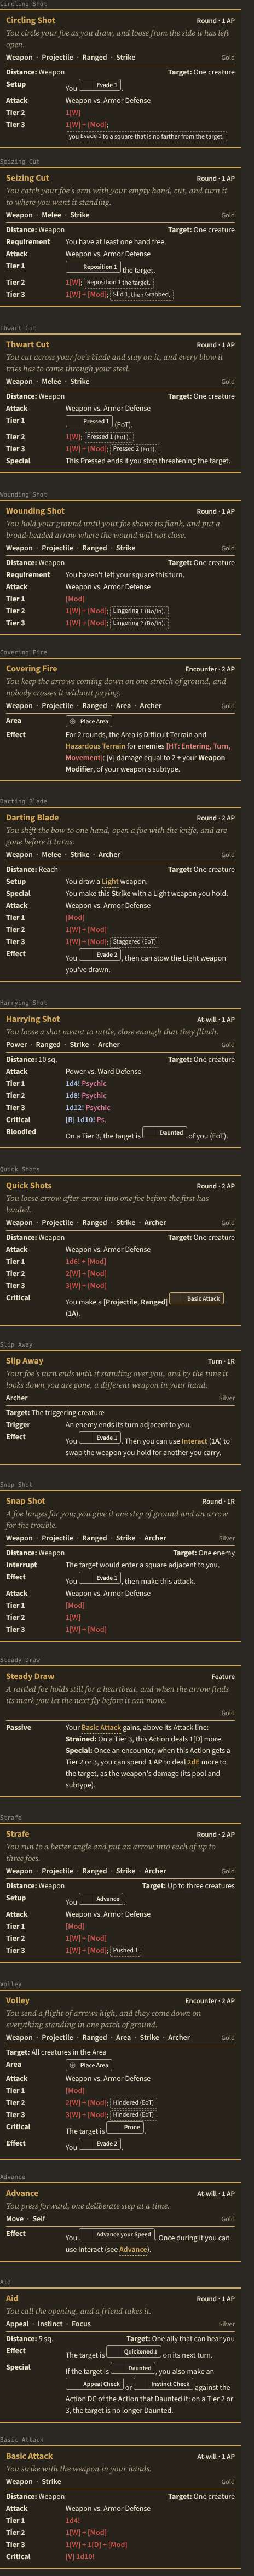 Circling Shot
Circling Shot Round · 1 AP
You circle your foe as you draw, and loose from the side it has left
open.
Weapon · Projectile · Ranged · Strike Gold
Distance: Weapon Target: One creature
Setup You Evade 1
Attack Weapon vs. Armor Defense
Tier 2 1[W]
Tier 3 1[W] + [Mod];
you Evade 1 to a square that is no farther from the target.
Seizing Cut
Seizing Cut Round · 1 AP
You catch your foe's arm with your empty hand, cut, and turn it
to where you want it standing.
Weapon · Melee · Strike Gold
Distance: Weapon Target: One creature
Requirement You have at least one hand free.
Attack Weapon vs. Armor Defense
Tier 1 Reposition 1 the target.
Tier 2 1[W]; Reposition 1 the target.
Tier 3 1[W] + [Mod]; Slid 1, then Grabbed.
Thwart Cut
Thwart Cut Round · 1 AP
You cut across your foe's blade and stay on it, and every blow it
tries has to come through your steel.
Weapon · Melee · Strike Gold
Distance: Weapon Target: One creature
Attack Weapon vs. Armor Defense
Tier 1 Pressed 1 (EoT).
Tier 2 1[W]; Pressed 1 (EoT).
Tier 3 1[W] + [Mod]; Pressed 2 (EoT).
Special This Pressed ends if you stop threatening the target.
Wounding Shot
Wounding Shot Round · 1 AP
You hold your ground until your foe shows its flank, and put a
broad-headed arrow where the wound will not close.
Weapon · Projectile · Ranged · Strike Gold
Distance: Weapon Target: One creature
Requirement You haven't left your square this turn.
Attack Weapon vs. Armor Defense
Tier 1 [Mod]
Tier 2 1[W] + [Mod]; Lingering 1 (Bo/In).
Tier 3 1[W] + [Mod]; Lingering 2 (Bo/In).
Covering Fire
Covering Fire Encounter · 2 AP
You keep the arrows coming down on one stretch of ground, and
nobody crosses it without paying.
Weapon · Projectile · Ranged · Area · Archer Gold
Area Place Area
Effect For 2 rounds, the Area is Difficult Terrain and
Hazardous Terrain for enemies [HT: Entering, Turn,
Movement]: [V] damage equal to 2 + your Weapon
Modifier, of your weapon's subtype.
Darting Blade
Darting Blade Round · 2 AP
You shift the bow to one hand, open a foe with the knife, and are
gone before it turns.
Weapon · Melee · Strike · Archer Gold
Distance: Reach Target: One creature
Setup You draw a Light weapon.
Special You make this Strike with a Light weapon you hold.
Attack Weapon vs. Armor Defense
Tier 1 [Mod]
Tier 2 1[W] + [Mod]
Tier 3 1[W] + [Mod]; Staggered (EoT)
Effect You Evade 2, then can stow the Light weapon
you've drawn.
Harrying Shot
Harrying Shot At-will · 1 AP
You loose a shot meant to rattle, close enough that they flinch.
Power · Ranged · Strike · Archer Gold
Distance: 10 sq. Target: One creature
Attack Power vs. Ward Defense
Tier 1 1d4! Psychic
Tier 2 1d8! Psychic
Tier 3 1d12! Psychic
Critical [R] 1d10! Ps.
Bloodied On a Tier 3, the target is Daunted of you (EoT).
Quick Shots
Quick Shots Round · 2 AP
You loose arrow after arrow into one foe before the first has
landed.
Weapon · Projectile · Ranged · Strike · Archer Gold
Distance: Weapon Target: One creature
Attack Weapon vs. Armor Defense
Tier 1 1d6! + [Mod]
Tier 2 2[W] + [Mod]
Tier 3 3[W] + [Mod]
Critical You make a [Projectile, Ranged] Basic Attack
(1A).
Slip Away
Slip Away Turn · 1R
Your foe's turn ends with it standing over you, and by the time it
looks down you are gone, a different weapon in your hand.
Archer Silver
Target: The triggering creature
Trigger An enemy ends its turn adjacent to you.
Effect You Evade 1. Then you can use Interact (1A) to
swap the weapon you hold for another you carry.
Snap Shot
Snap Shot Round · 1R
A foe lunges for you; you give it one step of ground and an arrow
for the trouble.
Weapon · Projectile · Ranged · Strike · Archer Silver
Distance: Weapon Target: One enemy
Interrupt The target would enter a square adjacent to you.
Effect You Evade 1, then make this attack.
Attack Weapon vs. Armor Defense
Tier 1 [Mod]
Tier 2 1[W]
Tier 3 1[W] + [Mod]
Steady Draw
Steady Draw Feature
A rattled foe holds still for a heartbeat, and when the arrow finds
its mark you let the next fly before it can move.
Gold
Passive Your Basic Attack gains, above its Attack line:
Strained: On a Tier 3, this Action deals 1[D] more.
Special: Once an encounter, when this Action gets a
Tier 2 or 3, you can spend 1 AP to deal 2dE more to
the target, as the weapon's damage (its pool and
subtype).
Strafe
Strafe Round · 2 AP
You run to a better angle and put an arrow into each of up to
three foes.
Weapon · Projectile · Ranged · Strike · Archer Gold
Distance: Weapon Target: Up to three creatures
Setup You Advance
Attack Weapon vs. Armor Defense
Tier 1 [Mod]
Tier 2 1[W] + [Mod]
Tier 3 1[W] + [Mod]; Pushed 1
Volley
Volley Encounter · 2 AP
You send a flight of arrows high, and they come down on
everything standing in one patch of ground.
Weapon · Projectile · Ranged · Area · Strike · Archer Gold
Target: All creatures in the Area
Area Place Area
Attack Weapon vs. Armor Defense
Tier 1 [Mod]
Tier 2 2[W] + [Mod]; Hindered (EoT)
Tier 3 3[W] + [Mod]; Hindered (EoT)
Critical The target is Prone.
Effect You Evade 2.
Advance
Advance At-will · 1 AP
You press forward, one deliberate step at a time.
Move · Self
Effect You Advance your Speed. Once during it you can
use Interact (see Advance).
Aid
Aid Round · 1 AP
You call the opening, and a friend takes it.
Appeal · Instinct · Focus Silver
Distance: 5 sq. Target: One ally that can hear you
Effect The target is Quickened 1 on its next turn.
Special If the target is Daunted, you also make an
Appeal Check or Instinct Check against the
Action DC of the Action that Daunted it: on a Tier 2 or
3, the target is no longer Daunted.
Basic Attack
Basic Attack At-will · 1 AP
You strike with the weapon in your hands.
Weapon · Strike Gold
Distance: Weapon Target: One creature
Attack Weapon vs. Armor Defense
Tier 1 1d4!
Tier 2 1[W] + [Mod]
Tier 3 1[W] + 1[D] + [Mod]
Critical [V] 1d10!